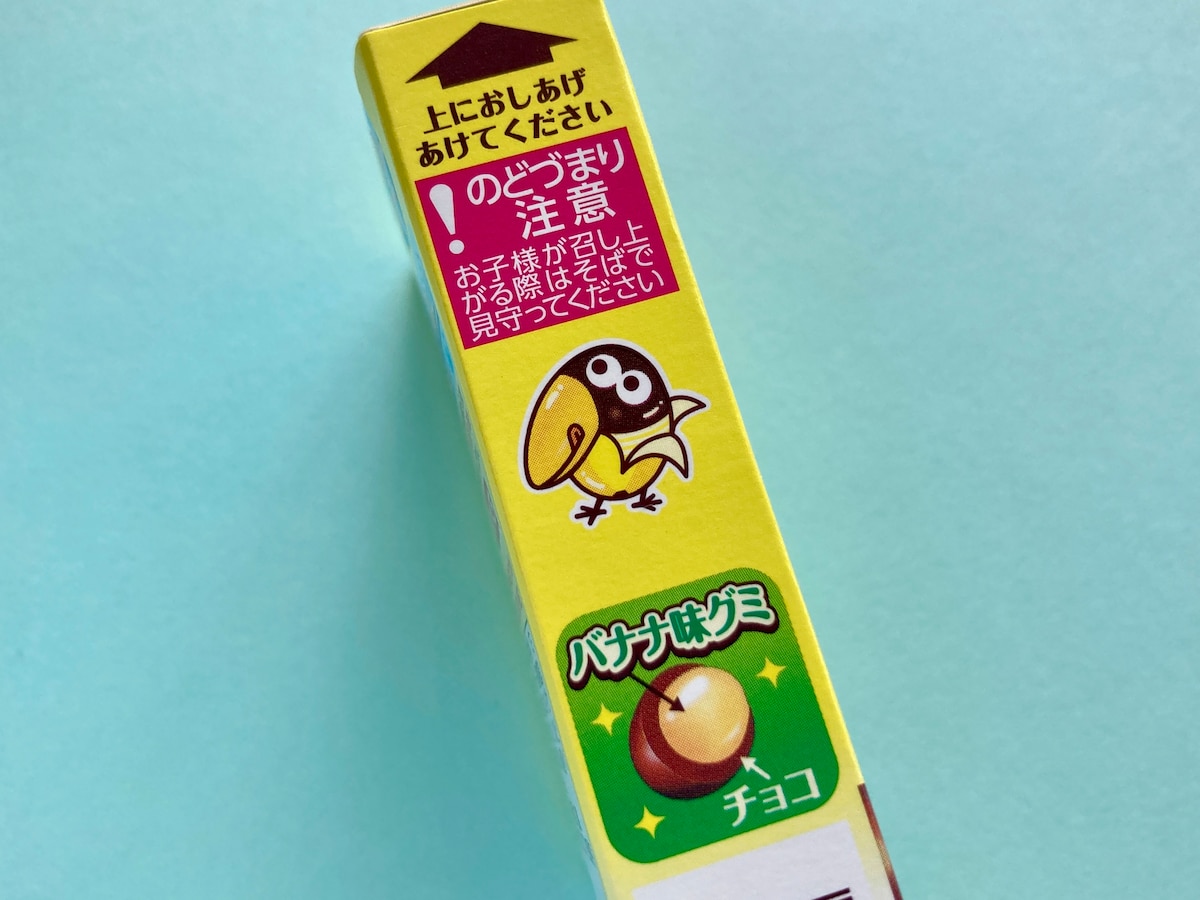 上におしあげ
あけてください
!
のどづまり
注意
お子様が召し上
がる際はそばで
見守ってください
バナナ味グミ
チョコ